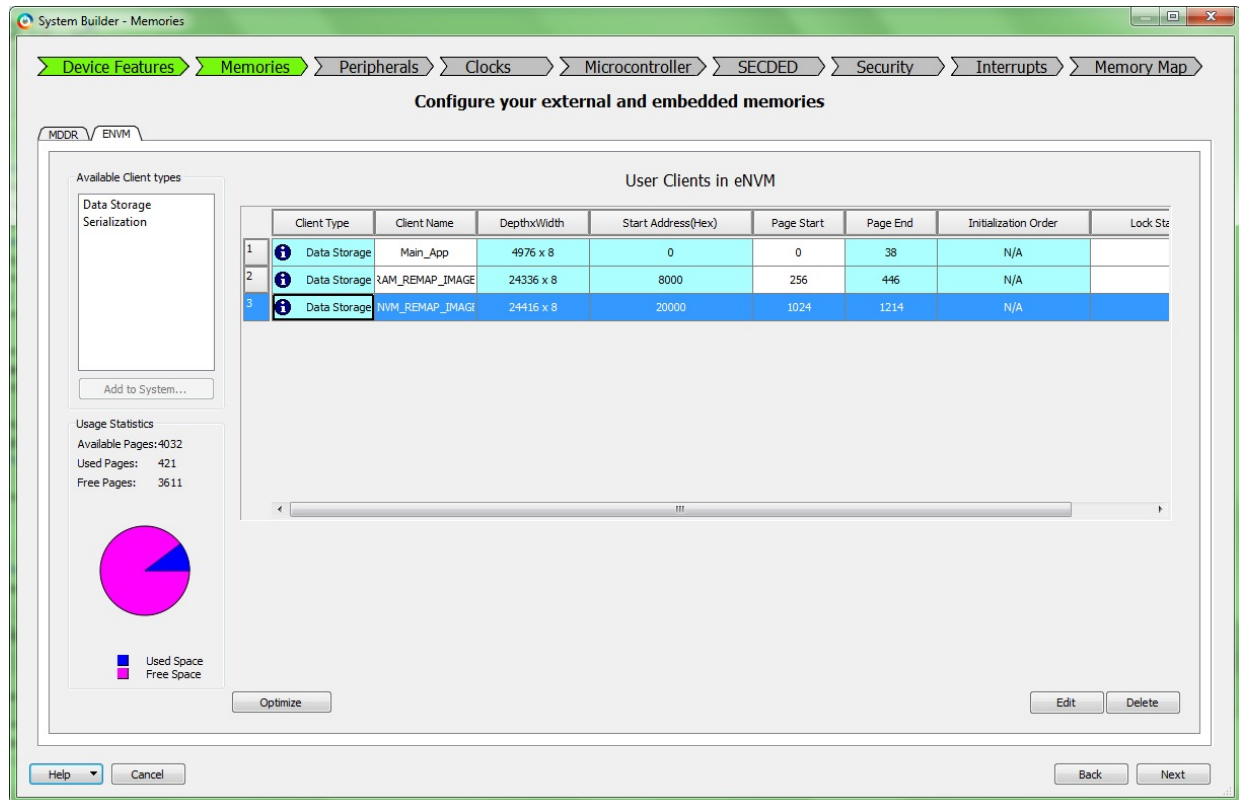 System Builder - Memories
Device Features Memories Peripherals Clocks Microcontroller SECDED Security Interrupts Memory Map
Configure your external and embedded memories
MDDR ENVM
Available Client types
Data Storage
Serialization
Add to System...
Usage Statistics
Available Pages:4032
Used Pages: 421
Free Pages: 3611
Used Space
Free Space
User Clients in eNVM
Client Type Client Name DepthxWidth Start Address(Hex) Page Start Page End Initialization Order Lock Sta
1 Data Storage Main_App 4976 x 8 0 0 38 N/A
2 Data Storage RAM_REMAP_IMAGE 24336 x 8 8000 256 446 N/A
3 Data Storage NVM_REMAP_IMAGE 24416 x 8 20000 1024 1214 N/A
Optimize Edit Delete
Help Cancel Back Next